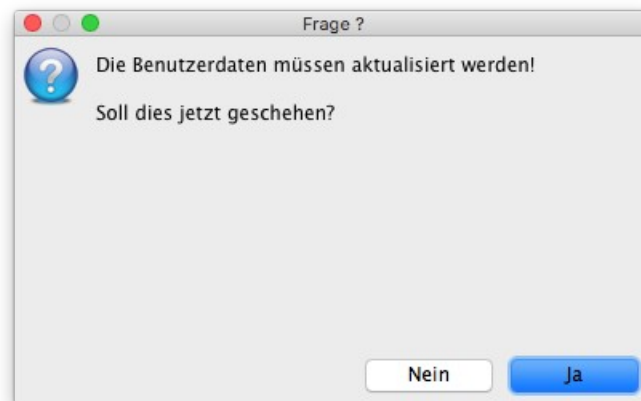 Frage ?
Die Benutzerdaten müssen aktualisiert werden!
Soll dies jetzt geschehen?
Nein
Ja